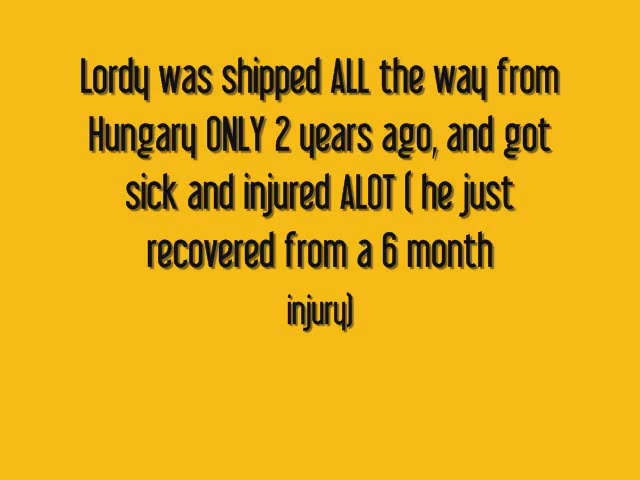 Lordy was shipped ALL the way from
Hungary ONLY 2 years ago, and got
sick and injured ALOT ( he just
recovered from a 6 month
injury)